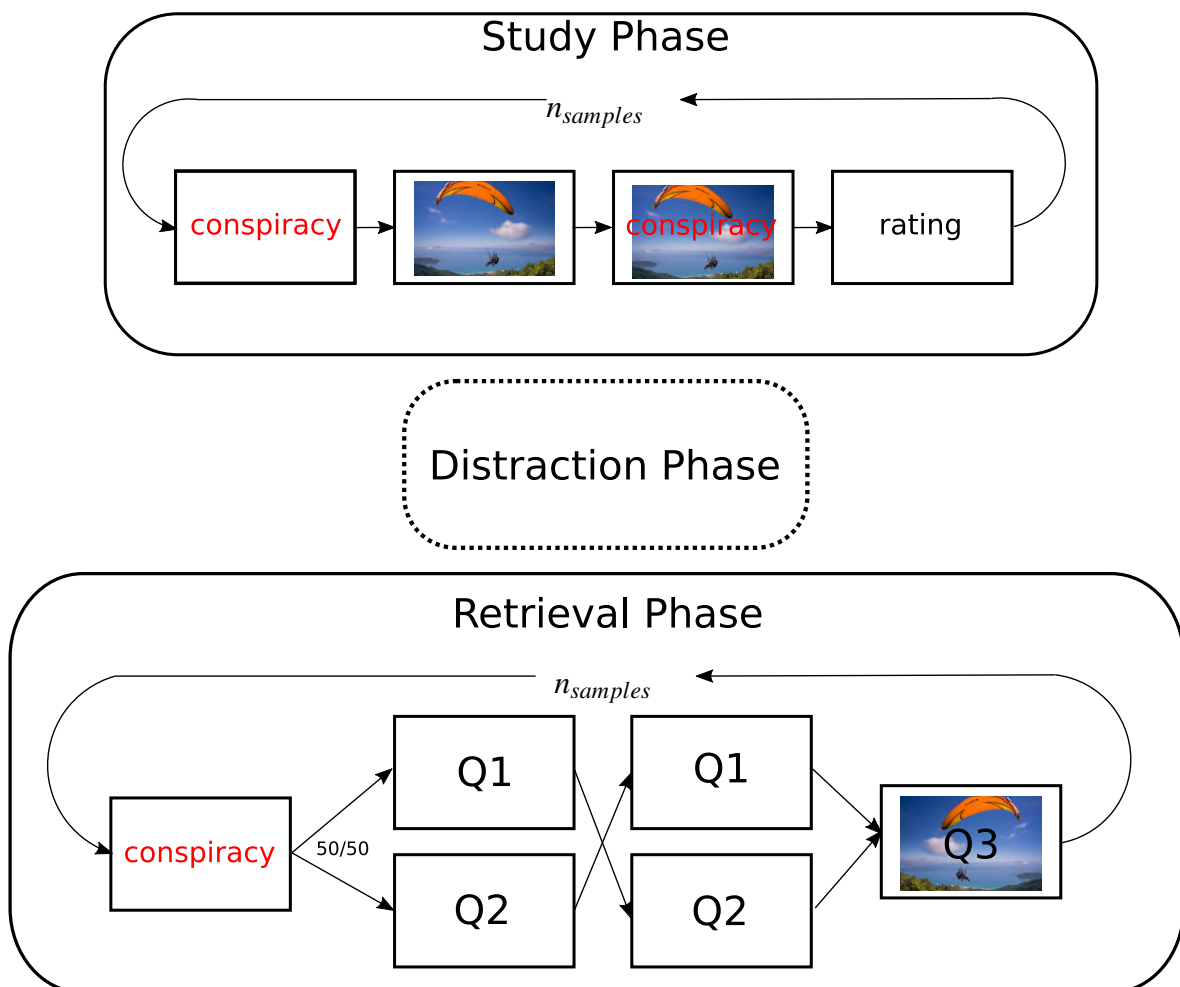 Study Phase
n_samples
conspiracy
conspiracy
rating
Distraction Phase
Retrieval Phase
n_samples
Q1
Q1
conspiracy
50/50
Q3
Q2
Q2